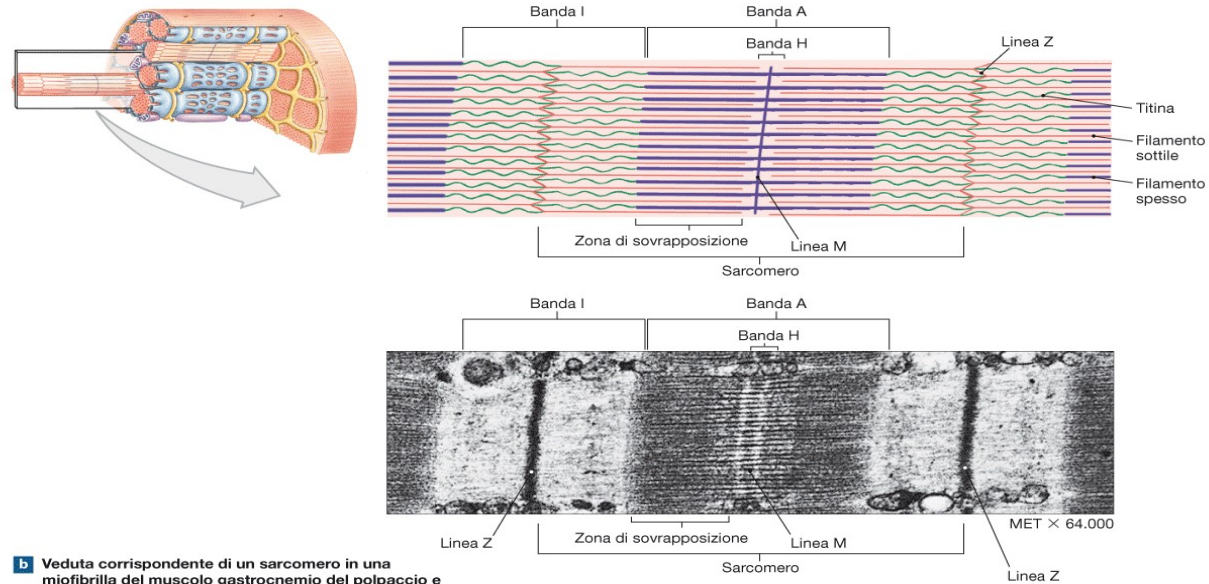 Banda I
Banda A
Banda H
Linea Z
Titina
Filamento
sottile
Filamento
spesso
Zona di sovrapposizione
Linea M
Sarcomero
Banda I
Banda A
Banda H
MET × 64.000
Linea Z
Zona di sovrapposizione
Linea M
Sarcomero
Linea Z
b Veduta corrispondente di un sarcomero in una
miofibrilla del muscolo gastrocnemio del polpaccio e